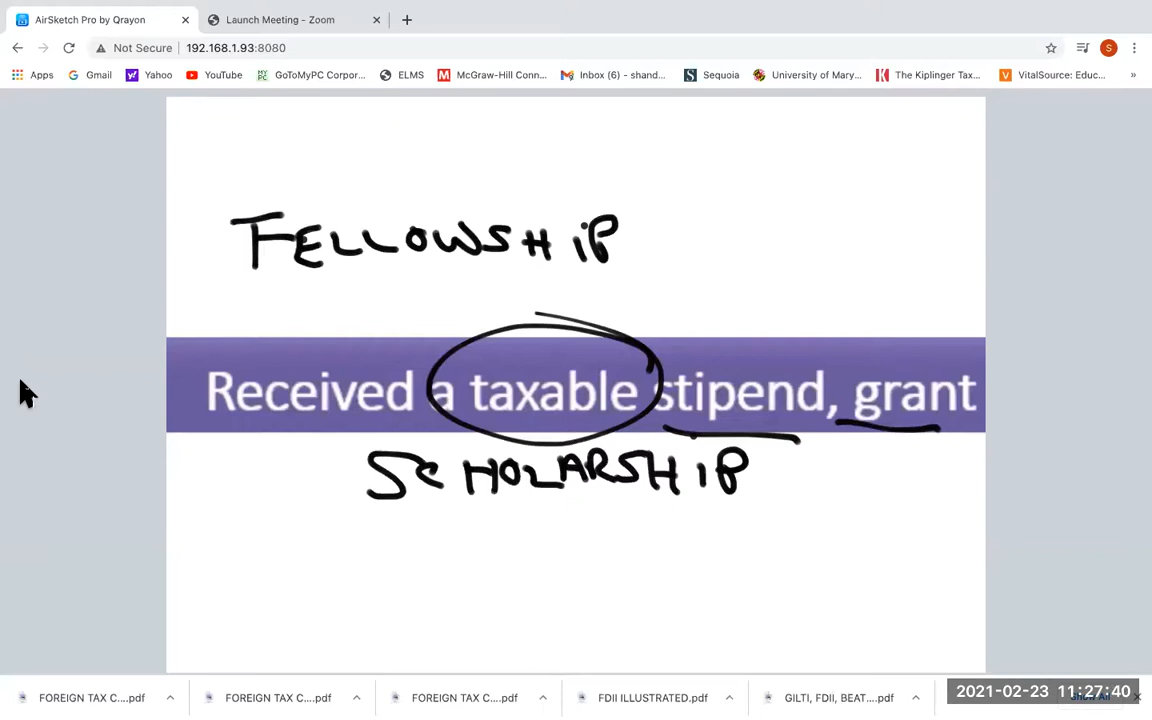 AirSketch Pro by Qrayon
Launch Meeting - Zoom
Not Secure 192.168.1.93:8080
S
Apps Gmail Yahoo YouTube GoToMyPC Corpor... ELMS McGraw-Hill Conn... Inbox (6) - shand... Sequoia University of Mary... The Kiplinger Tax... VitalSource: Educ... »
FELLOWSHIP
Received a taxable stipend, grant
SCHOLARSHIP
FOREIGN TAX C....pdf FOREIGN TAX C....pdf FOREIGN TAX C....pdf FDII ILLUSTRATED.pdf GILTI, FDII, BEAT....pdf Show All
2021-02-23 11:27:40